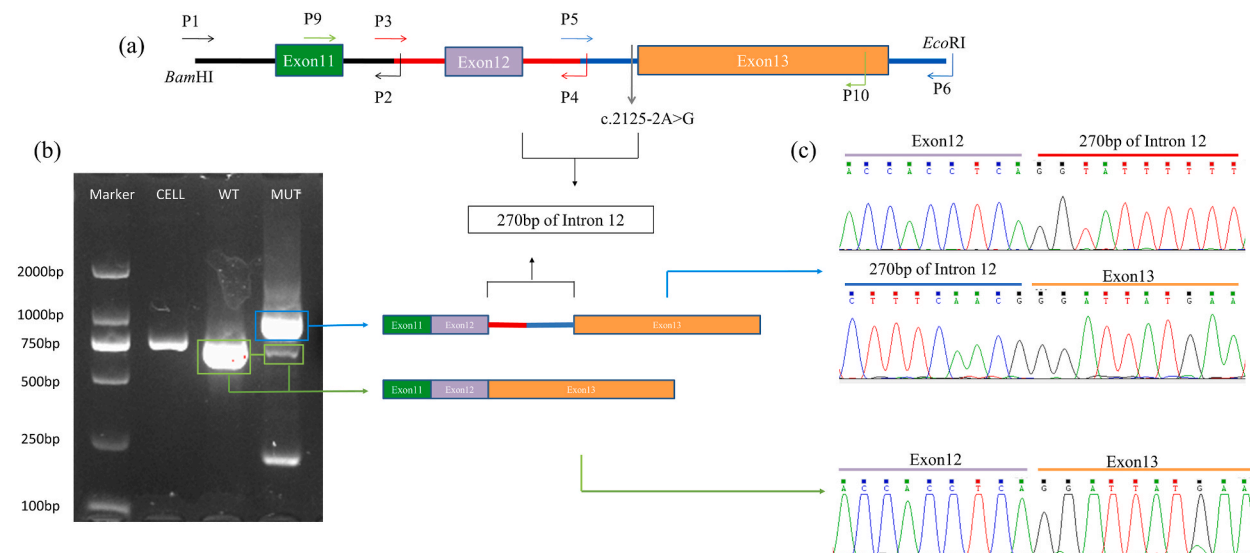 (a)
P1
P9
P3
P5
EcoRI
Exon11
Exon12
Exon13
BamHI
P2
P4
P10
P6
c.2125-2A>G
(b)
Marker
CELL
WT
MUT
2000bp
1000bp
750bp
500bp
250bp
100bp
270bp of Intron 12
Exon11
Exon12
Exon13
Exon11
Exon12
Exon13
(c)
Exon12
270bp of Intron 12
A C C A C C T C A G G T A T T T T T T
270bp of Intron 12
Exon13
C T T T C A A C G G G A T T A T G A A
Exon12
Exon13
A C C A C C T C A G G A T T A T G A A